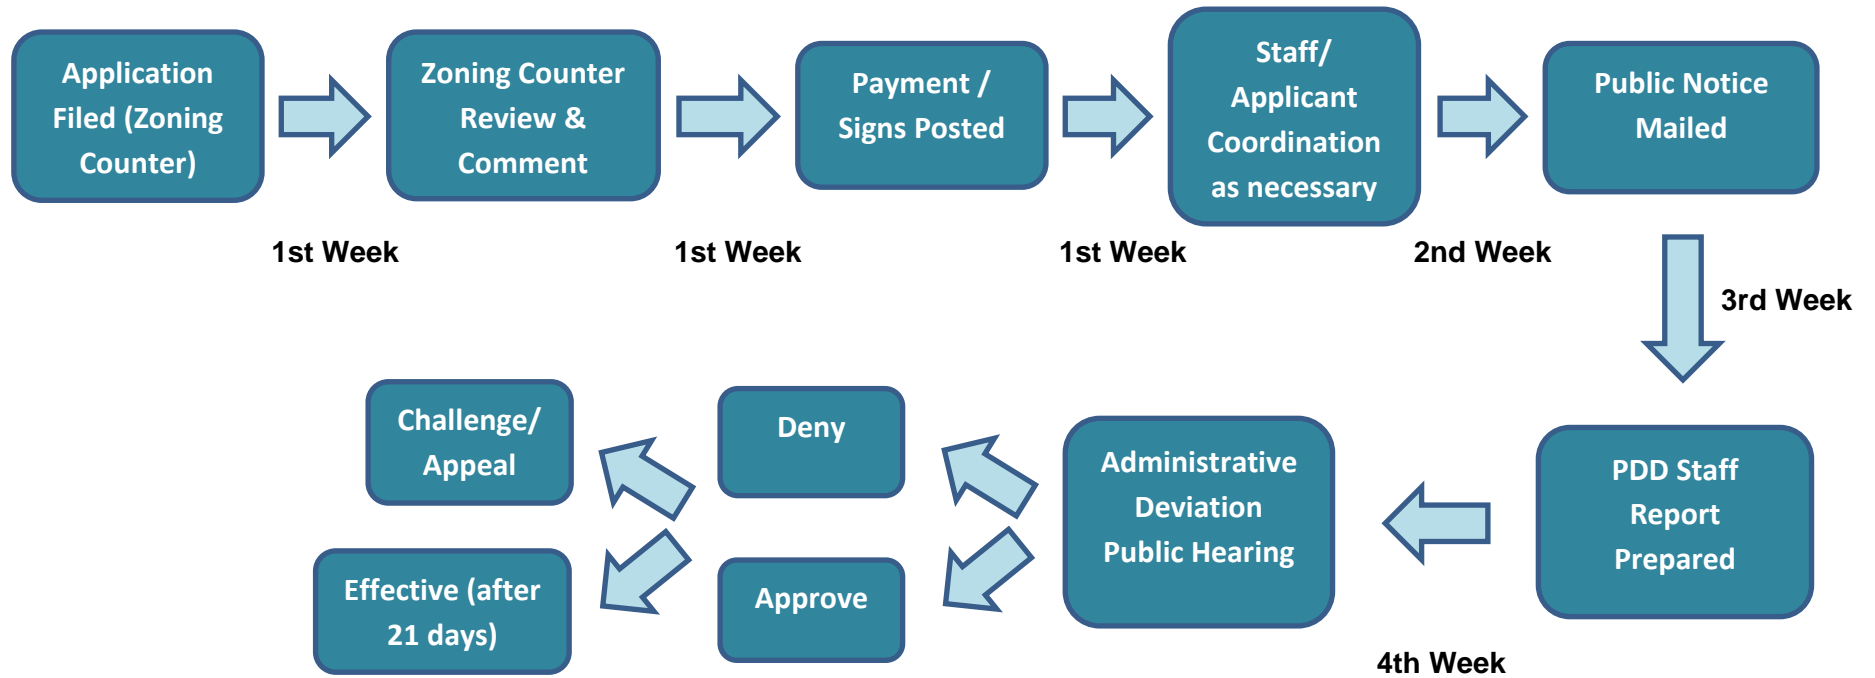 Application
Filed (Zoning
Counter)
Zoning Counter
Review &
Comment
Payment /
Signs Posted
Staff/
Applicant
Coordination
as necessary
Public Notice
Mailed
1st Week
1st Week
1st Week
2nd Week
3rd Week
PDD Staff
Report
Prepared
4th Week
Administrative
Deviation
Public Hearing
Deny
Approve
Challenge/
Appeal
Effective (after
21 days)